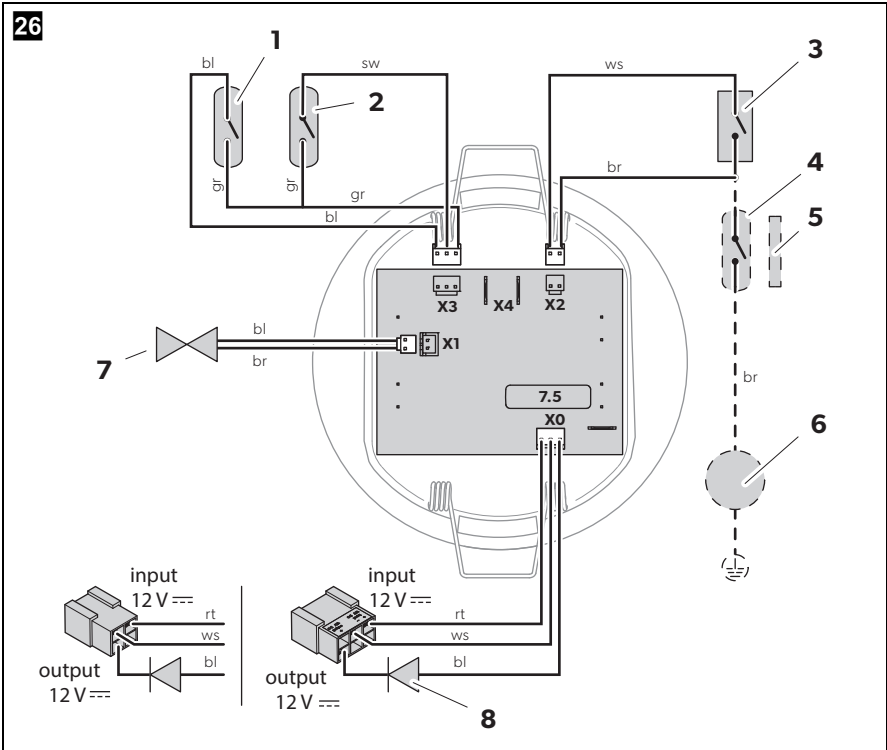 26
1
bl
sw
2
ws
3
gr
gr
gr
bl
br
4
5
X3
X4
X2
bl
X1
7
br
7.5
X0
br
6
input
12 V
rt
ws
bl
output
12 V
input
12 V
rt
ws
bl
output
12 V
8